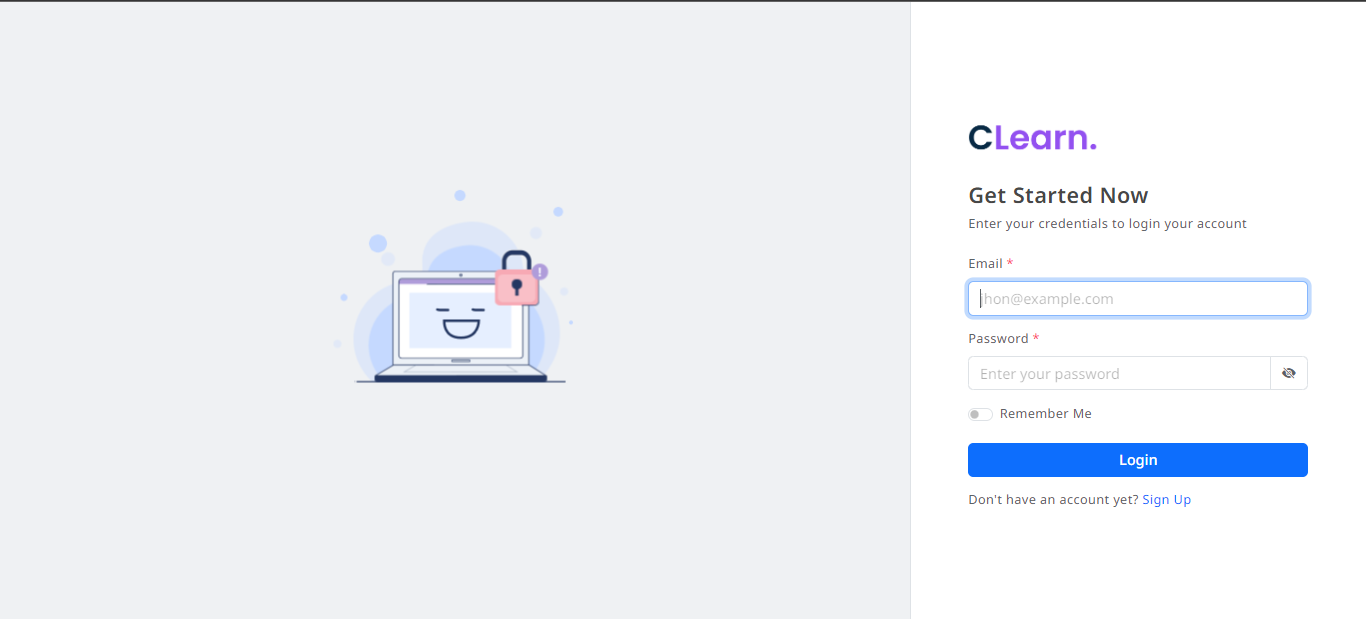 CLearn.
Get Started Now
Enter your credentials to login your account
Email *
jhon@example.com
Password *
Enter your password
Remember Me
Login
Don't have an account yet? Sign Up